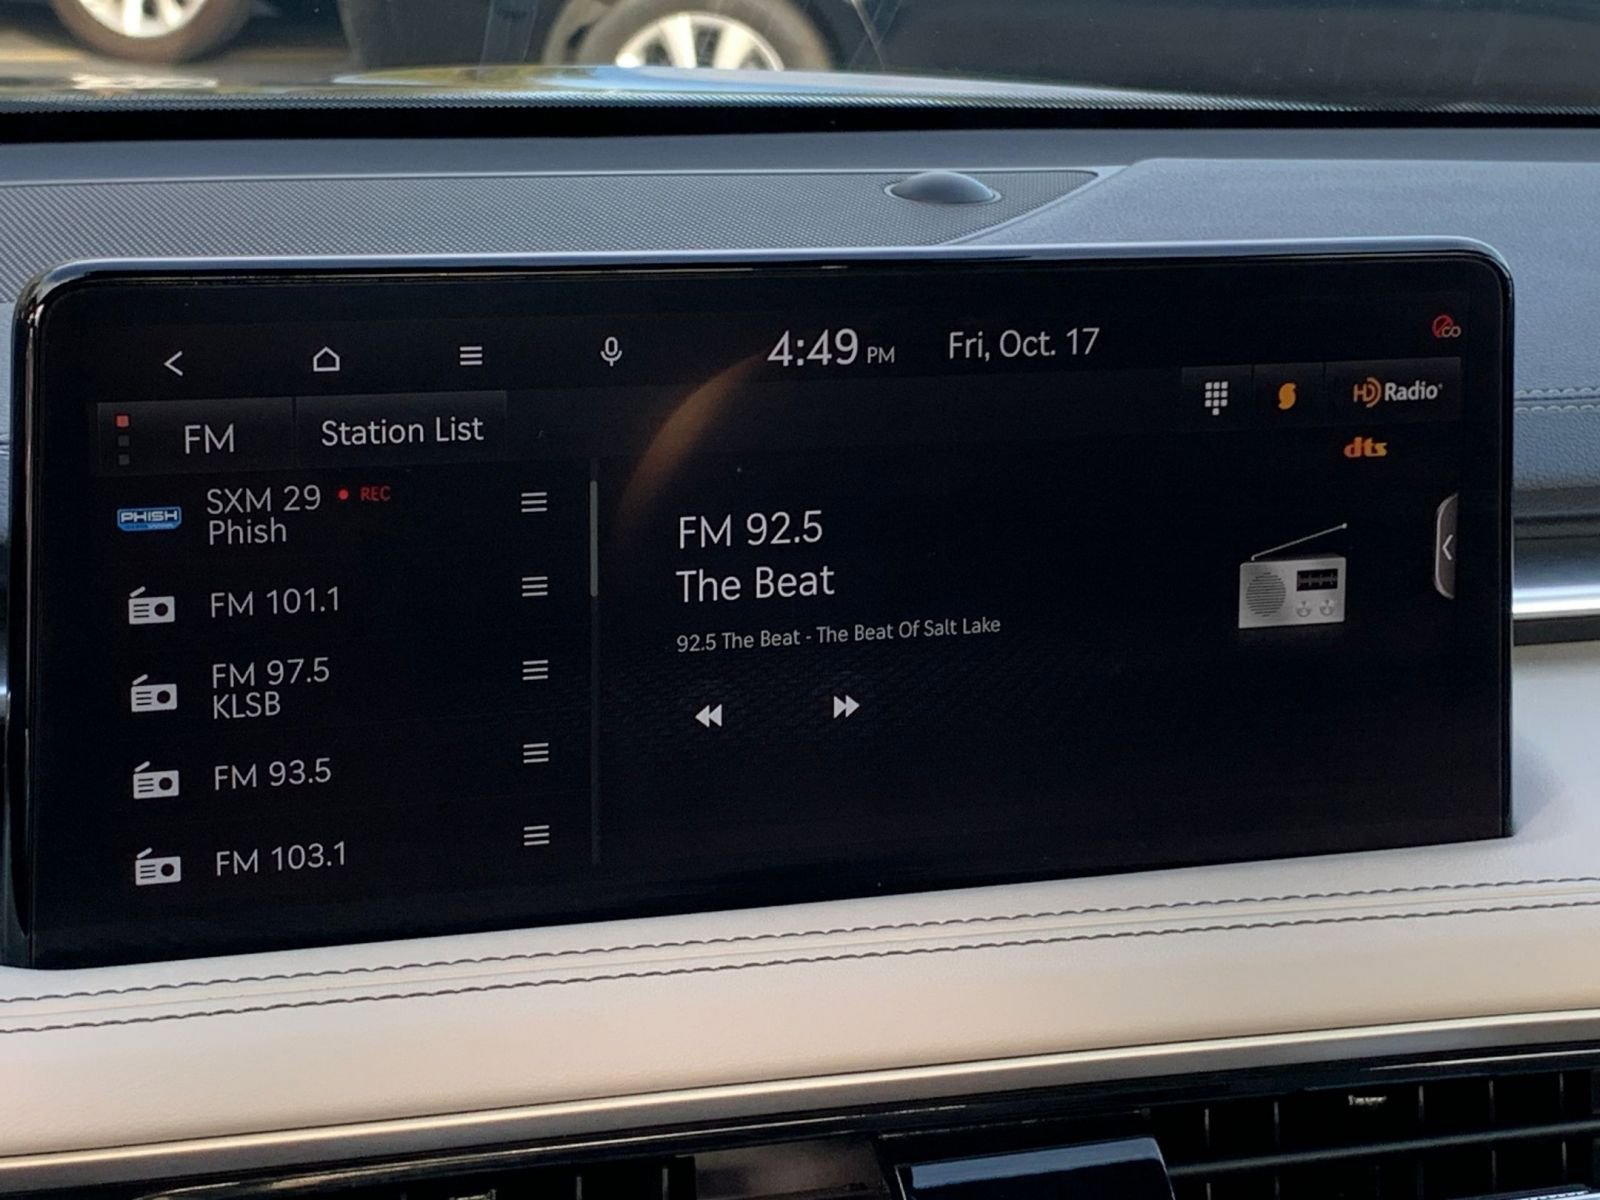 4:49 PM
Fri, Oct. 17
FM
Station List
HD Radio
dts
PHISH
SXM 29 REC
Phish
FM 101.1
FM 97.5
KLSB
FM 93.5
FM 103.1
FM 92.5
The Beat
92.5 The Beat - The Beat Of Salt Lake